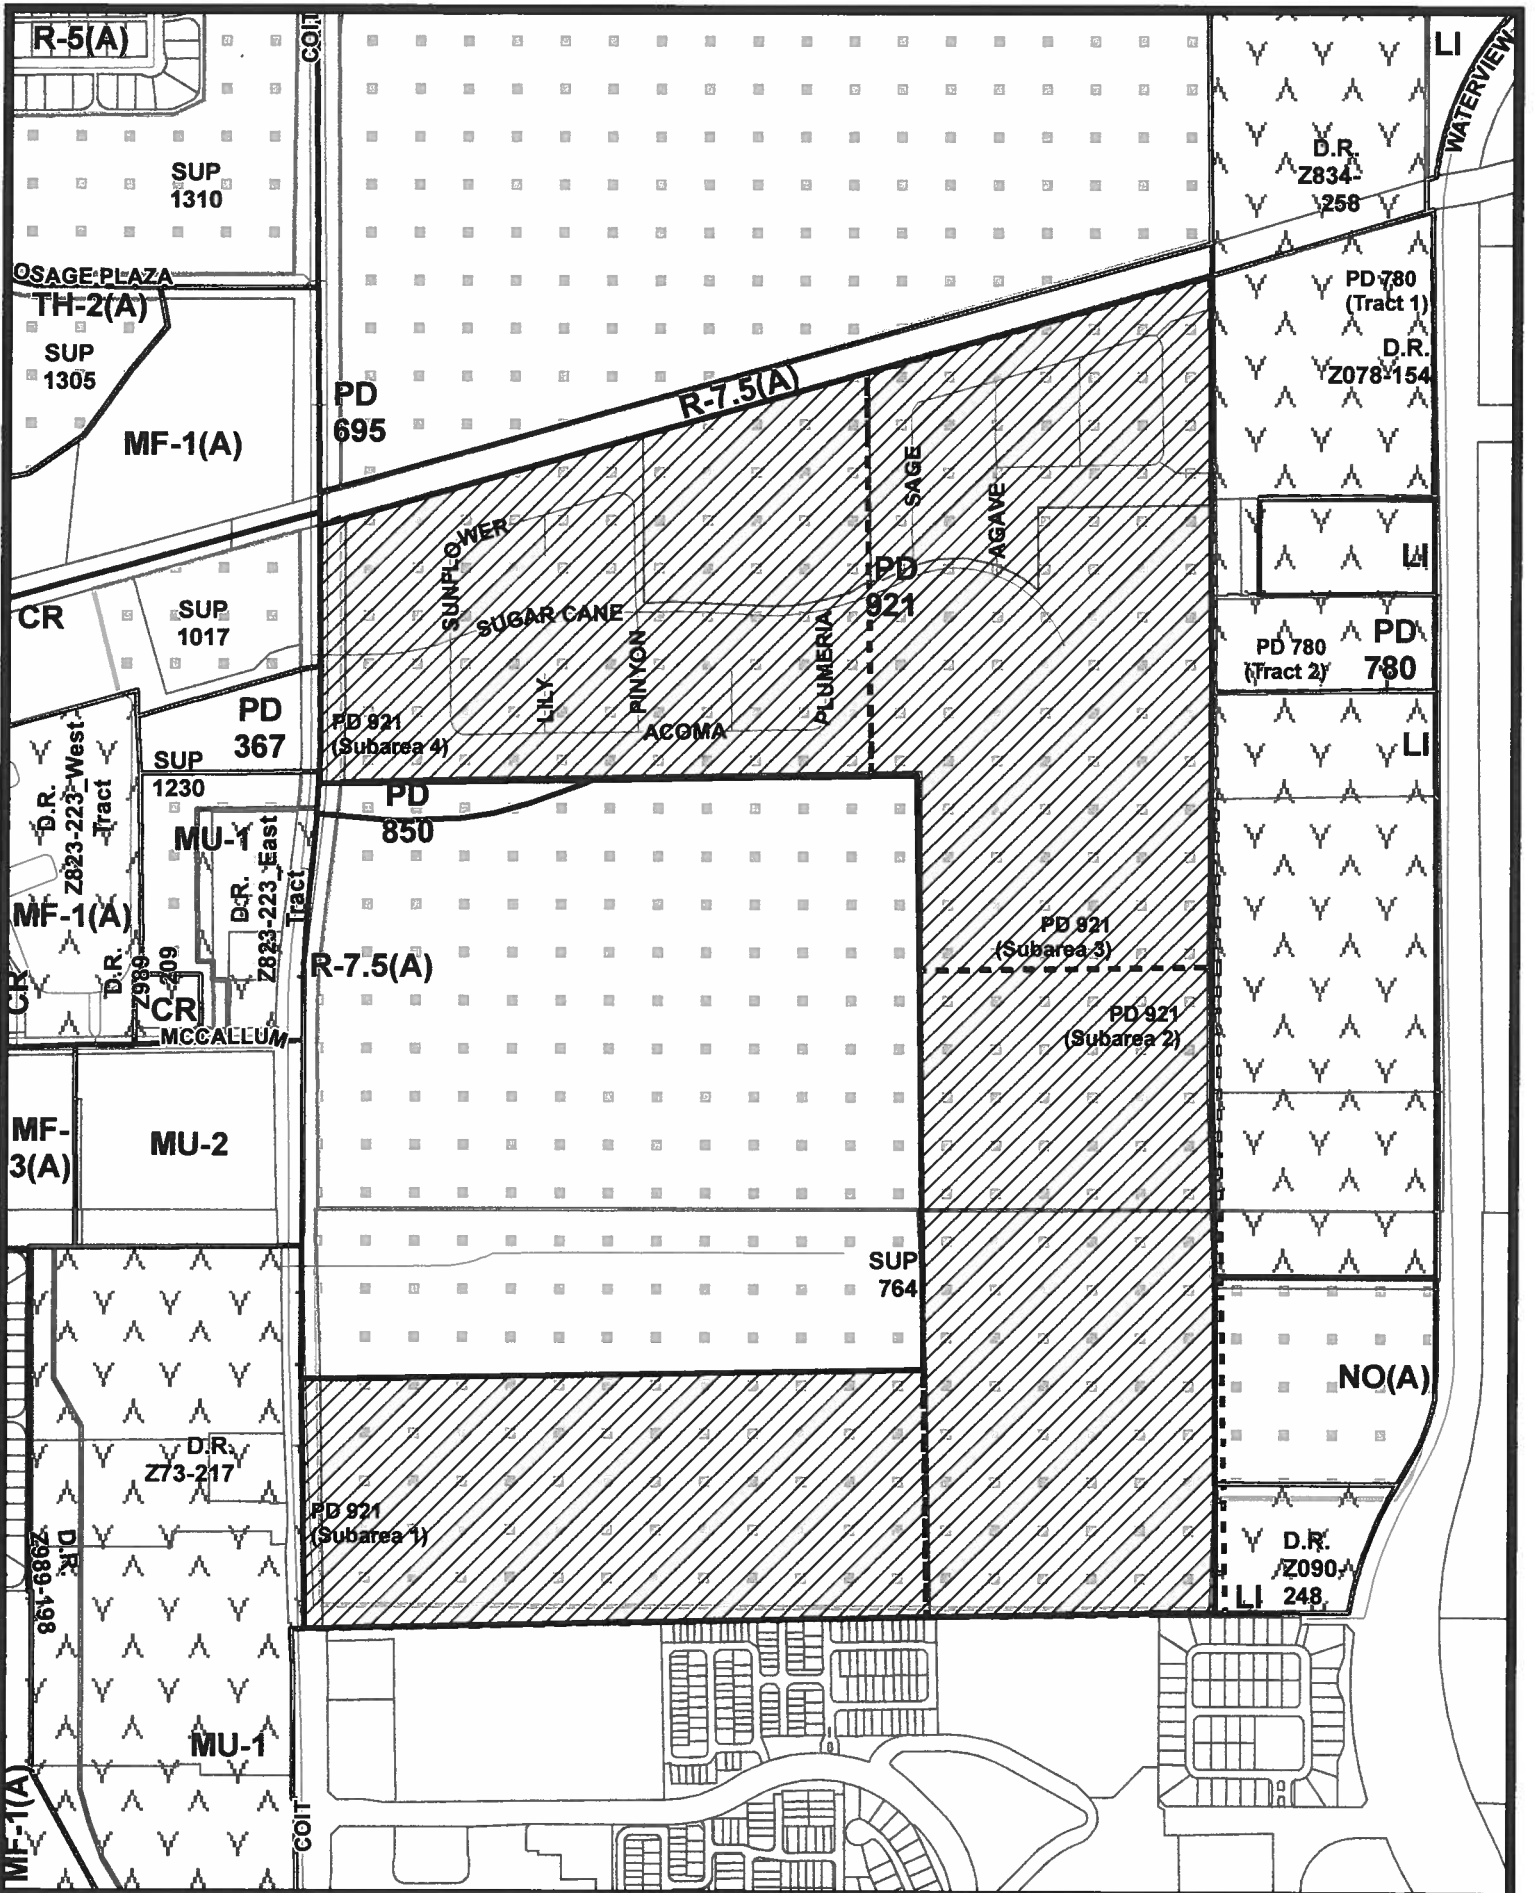 R-5(A)
COIT
LI
WATERVIEW
SUP
1310
D.R.
Z834-
258
OSAGE PLAZA
TH-2(A)
SUP
1305
MF-1(A)
PD
695
R-7.5(A)
PD 780
(Tract 1)
D.R.
Z078-154
SAGE
AGAVE
SUNFLOWER
SUGAR CANE
PD
921
LI
CR
SUP
1017
PINYON
LILY
PLUMERIA
ACOMA
PD 780
(Tract 2)
PD
780
PD
367
PD 921
(Subarea 4)
LI
SUP
1230
D.R.
Z823-223_West
Tract
PD
850
MU-1
D.R.
Z823-223_East
Tract
MF-1(A)
PD 921
(Subarea 3)
R-7.5(A)
D.R.
Z989-
209
CR
CR
MCCALLUM
PD 921
(Subarea 2)
MF-
3(A)
MU-2
SUP
764
NO(A)
D.R.
Z73-217
PD 921
(Subarea 1)
D.R.
Z989-198
D.R.
Z090-
248
LI
MU-1
MF-1(A)
COIT